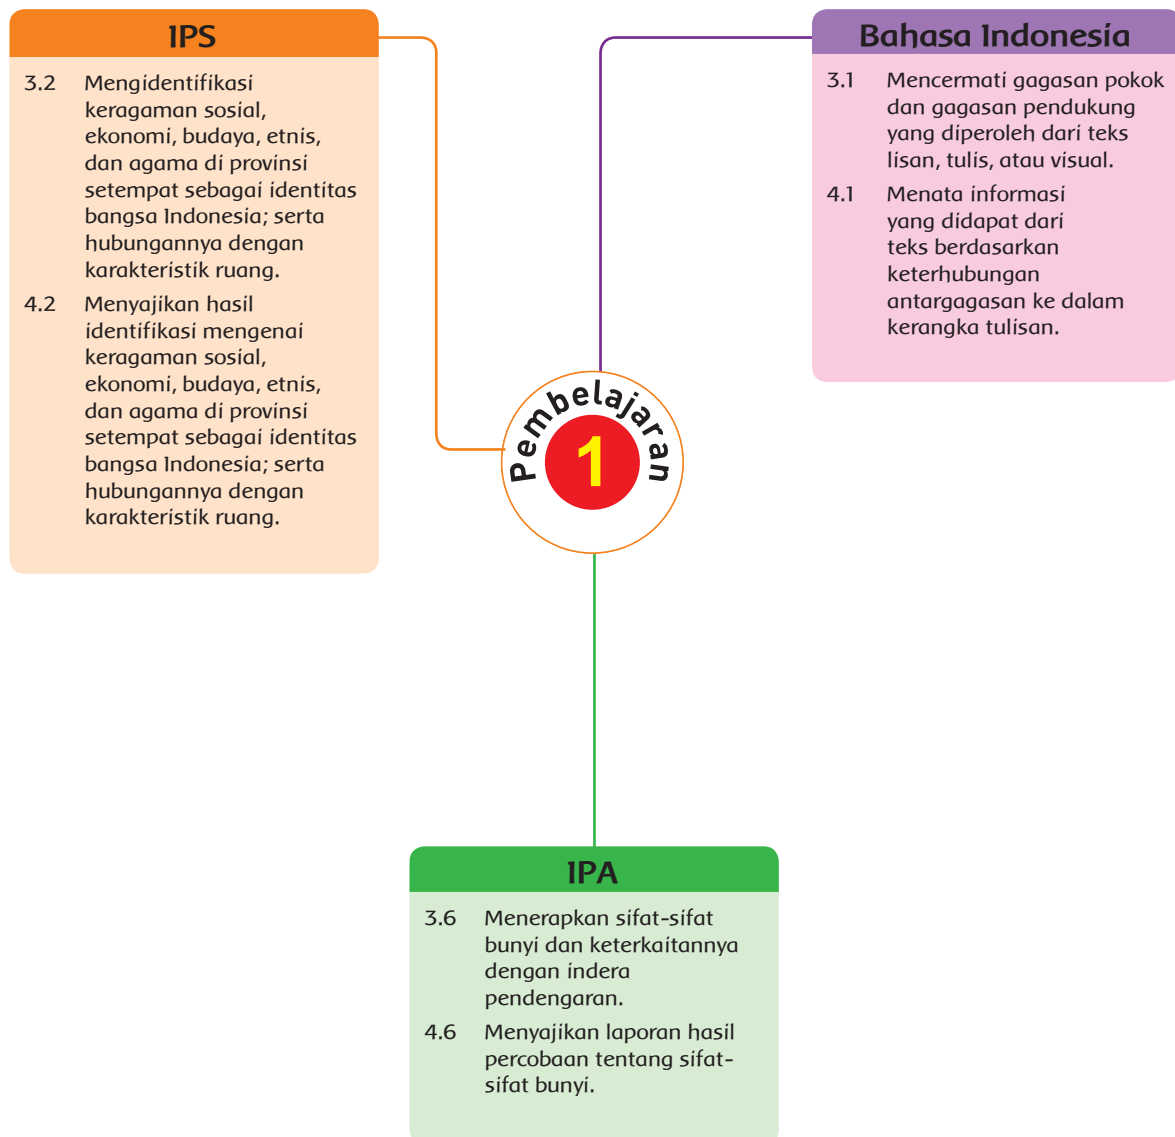 IPS
3.2 Mengidentifikasi
keragaman sosial,
ekonomi, budaya, etnis,
dan agama di provinsi
setempat sebagai identitas
bangsa Indonesia; serta
hubungannya dengan
karakteristik ruang.
4.2 Menyajikan hasil
identifikasi mengenai
keragaman sosial,
ekonomi, budaya, etnis,
dan agama di provinsi
setempat sebagai identitas
bangsa Indonesia; serta
hubungannya dengan
karakteristik ruang.
Bahasa Indonesia
3.1 Mencermati gagasan pokok
dan gagasan pendukung
yang diperoleh dari teks
lisan, tulis, atau visual.
4.1 Menata informasi
yang didapat dari
teks berdasarkan
keterhubungan
antargagasan ke dalam
kerangka tulisan.
Pembelajaran
1
IPA
3.6 Menerapkan sifat-sifat
bunyi dan keterkaitannya
dengan indera
pendengaran.
4.6 Menyajikan laporan hasil
percobaan tentang sifat-
sifat bunyi.